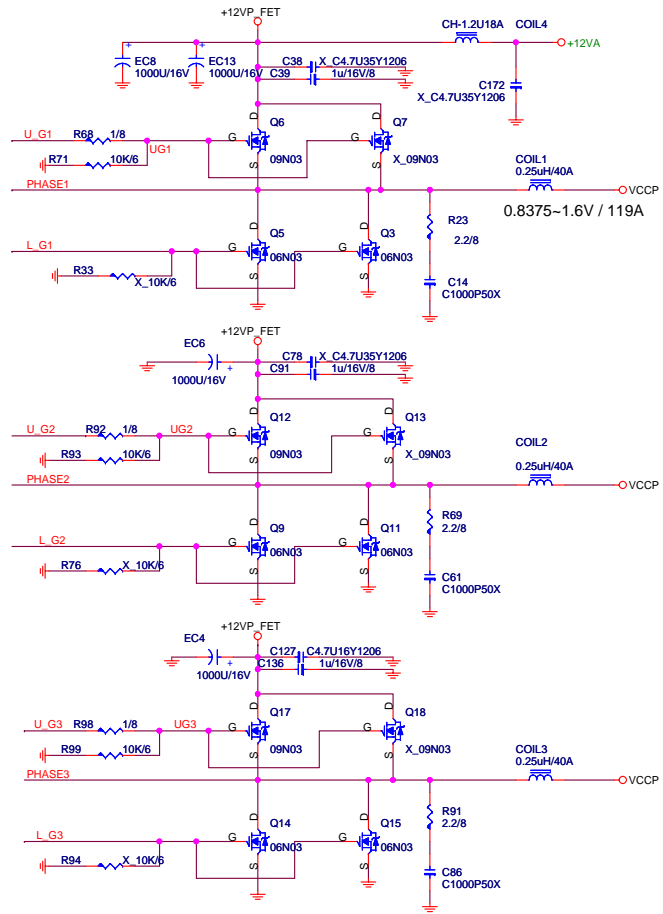 +12VP_FET
CH-1.2U18A COIL4
+12VA
EC8
1000U/16V
EC13
1000U/16V
C38 X_C4.7U35Y1206
C39 1u/16V/8
C172
X_C4.7U35Y1206
D
D
Q6
Q7
U_G1 R68 1/8
UG1
G
G
R71 10K/6
09N03
X_09N03
S
S
PHASE1
COIL1
0.25uH/40A
VCCP
0.8375~1.6V / 119A
D
D
Q5
Q3
R23
2.2/8
L_G1
G
G
06N03
06N03
S
S
R33 X_10K/6
C14
C1000P50X
+12VP_FET
EC6
1000U/16V
C78 X_C4.7U35Y1206
C91 1u/16V/8
D
D
Q12
Q13
U_G2 R92 1/8 UG2
G
G
R93 10K/6
09N03
X_09N03
S
S
COIL2
0.25uH/40A
PHASE2
VCCP
D
D
Q9
Q11
R69
2.2/8
L_G2
G
G
06N03
06N03
S
S
R76 X_10K/6
C61
C1000P50X
+12VP_FET
EC4
1000U/16V
C127 C4.7U16Y1206
C136 1u/16V/8
D
D
Q17
Q18
U_G3 R98 1/8 UG3
G
G
R99 10K/6
09N03
X_09N03
S
S
COIL3
0.25uH/40A
PHASE3
VCCP
D
D
Q14
Q15
R91
2.2/8
L_G3
G
G
06N03
06N03
S
S
R94 X_10K/6
C86
C1000P50X